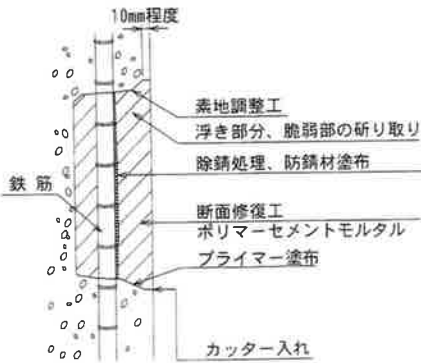 10mm程度
素地調整工
浮き部分、脆弱部の斫り取り
除錆処理、防錆材塗布
鉄筋
断面修復工
ポリマーセメントモルタル
プライマー塗布
カッター入れ